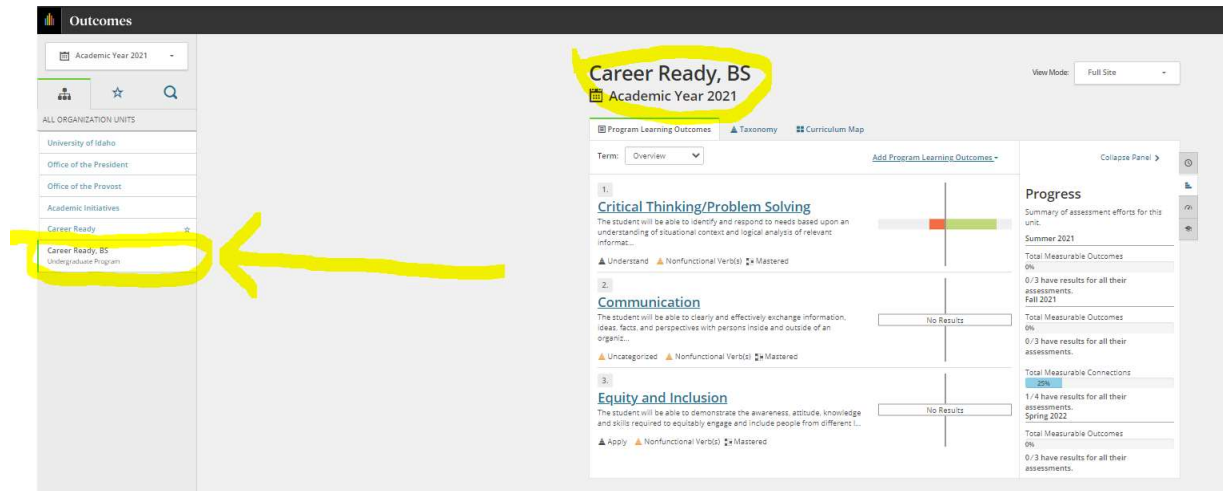 Outcomes
Academic Year 2021
ALL ORGANIZATION UNITS
University of Idaho
Office of the President
Office of the Provost
Academic Initiatives
Career Ready
Career Ready, BS
Undergraduate Program
Career Ready, BS
Academic Year 2021
View Mode: Full Site
Program Learning Outcomes Taxonomy Curriculum Map
Term: Overview
Add Program Learning Outcomes
Collapse Panel
1.
Critical Thinking/Problem Solving
The student will be able to identify and respond to needs based upon an
understanding of situational context and logical analysis of relevant
informat...
Understand Nonfunctional Verb(s) Mastered
2.
Communication
The student will be able to clearly and effectively exchange information,
ideas, facts, and perspectives with persons inside and outside of an
organiz...
No Results
Uncategorized Nonfunctional Verb(s) Mastered
3.
Equity and Inclusion
The student will be able to demonstrate the awareness, attitude, knowledge
and skills required to equitably engage and include people from different i...
No Results
Apply Nonfunctional Verb(s) Mastered
Progress
Summary of assessment efforts for this
unit.
Summer 2021
Total Measurable Outcomes
0%
0/3 have results for all their
assessments.
Fall 2021
Total Measurable Outcomes
0%
0/3 have results for all their
assessments.
Total Measurable Connections
25%
1/4 have results for all their
assessments.
Spring 2022
Total Measurable Outcomes
0%
0/3 have results for all their
assessments.